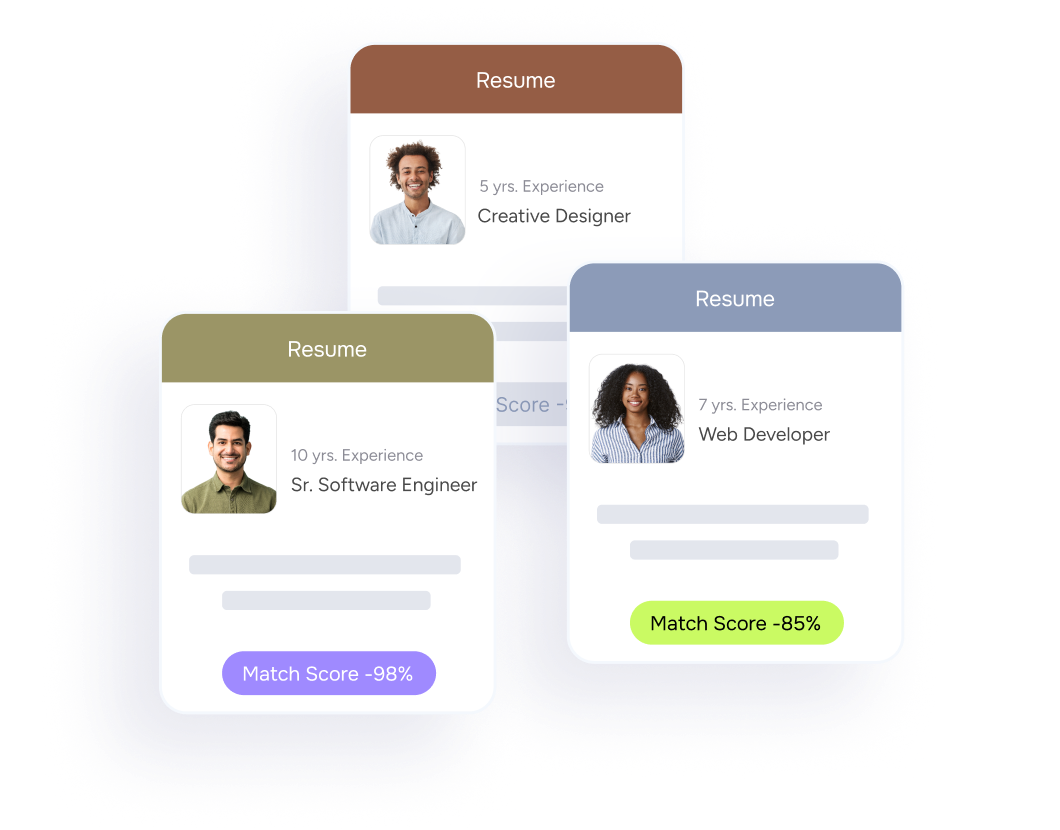 Resume
5 yrs. Experience
Creative Designer
Score
Resume
7 yrs. Experience
Web Developer
Match Score -85%
Resume
10 yrs. Experience
Sr. Software Engineer
Match Score -98%